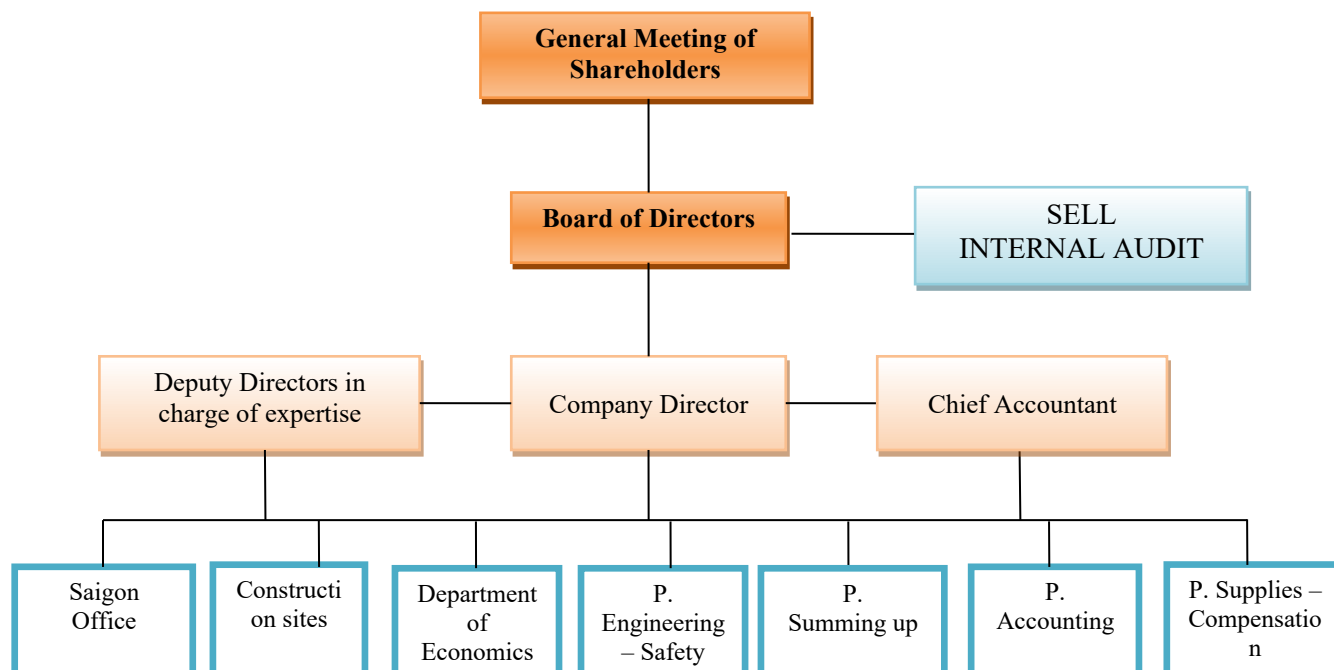 General Meeting of
Shareholders
Board of Directors
SELL
INTERNAL AUDIT
Deputy Directors in
charge of expertise
Company Director
Chief Accountant
Saigon
Office
Constructi
on sites
Department
of
Economics
P.
Engineering
– Safety
P.
Summing up
P.
Accounting
P. Supplies –
Compensatio
n